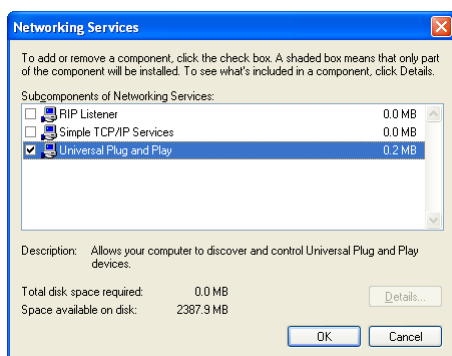 Networking Services
To add or remove a component, click the check box. A shaded box means that only part
of the component will be installed. To see what's included in a component, click Details.
Subcomponents of Networking Services:
RIP Listener 0.0 MB
Simple TCP/IP Services 0.0 MB
Universal Plug and Play 0.2 MB
Description: Allows your computer to discover and control Universal Plug and Play
devices.
Total disk space required: 0.0 MB
Space available on disk: 2387.9 MB
Details...
OK Cancel